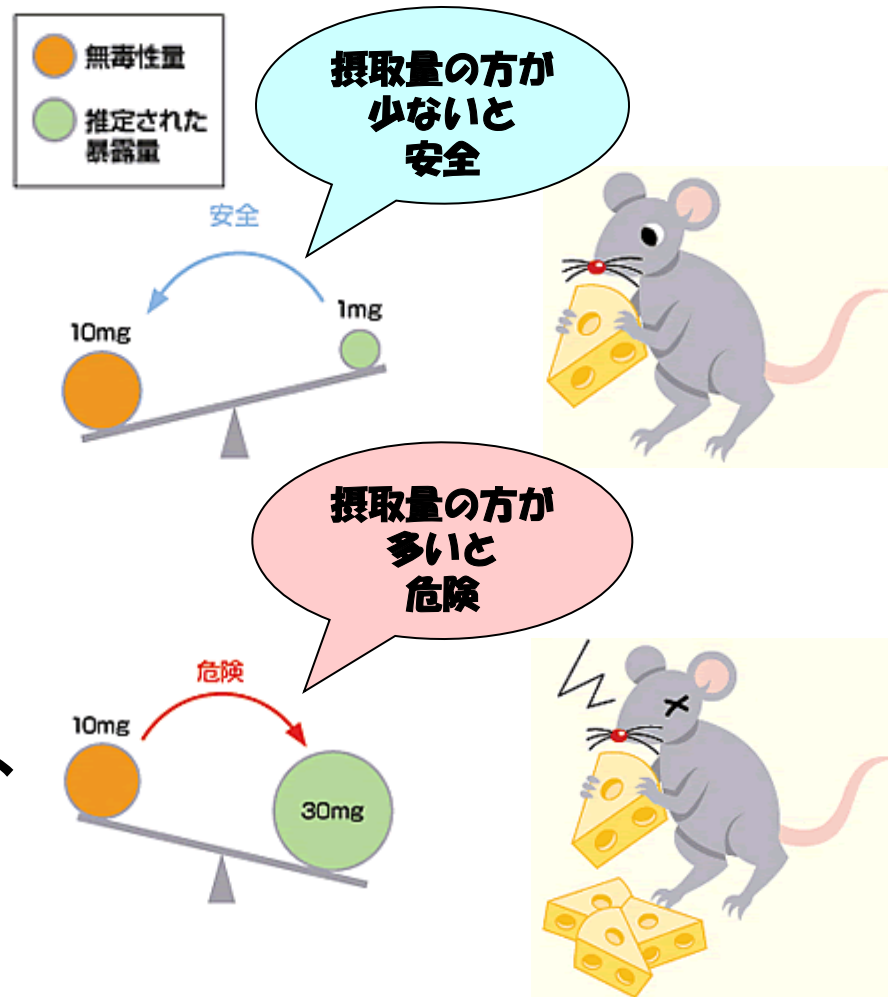 無毒性量
推定された
暴露量
摂取量の方が
少ないと
安全
安全
10mg
1mg
摂取量の方が
多いと
危険
危険
10mg
30mg